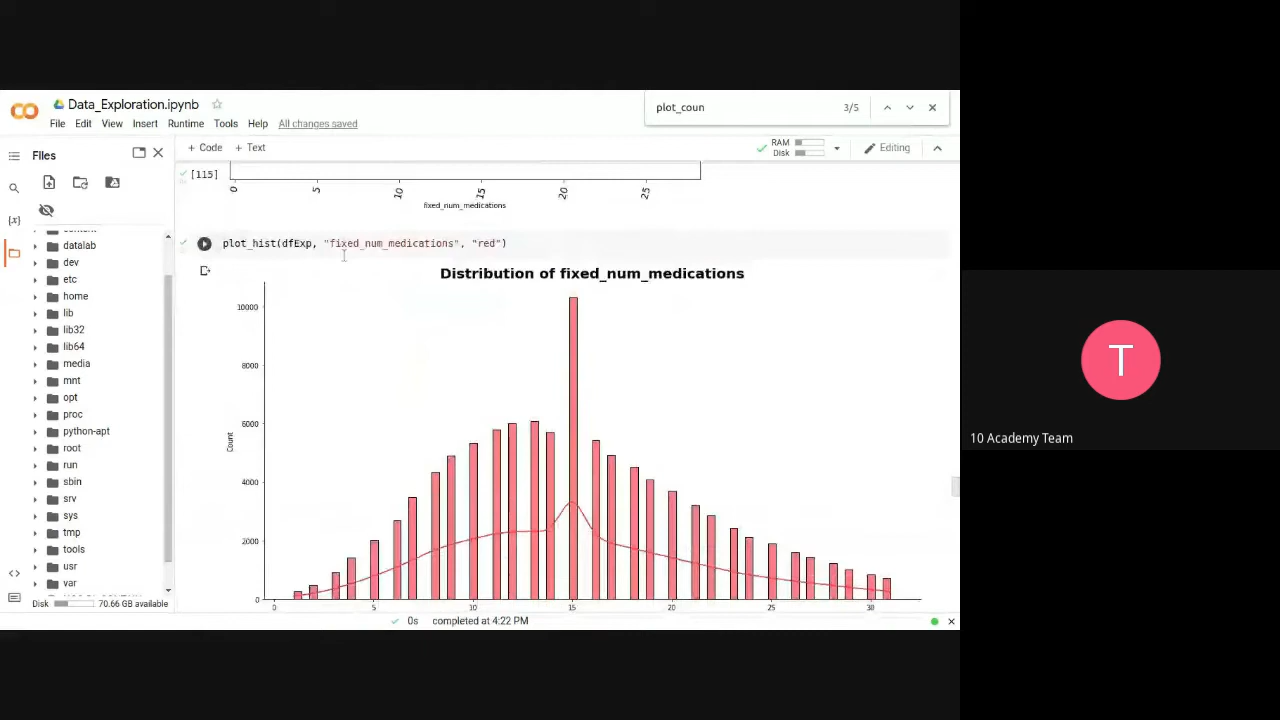 Data_Exploration.ipynb
plot_coun 3/5
File Edit View Insert Runtime Tools Help All changes saved
Files
+ Code + Text
RAM
Disk
Editing
[115]
0 5 10 15 20 25
fixed_num_medications
plot_hist(dfExp, "fixed_num_medications", "red")
Distribution of fixed_num_medications
10000
8000
6000
4000
2000
0
Count
0 5 10 15 20 25 30
datalab
dev
etc
home
lib
lib32
lib64
media
mnt
opt
proc
python-apt
root
run
sbin
srv
sys
tmp
tools
usr
var
Disk 70.66 GB available
0s completed at 4:22 PM
T
10 Academy Team